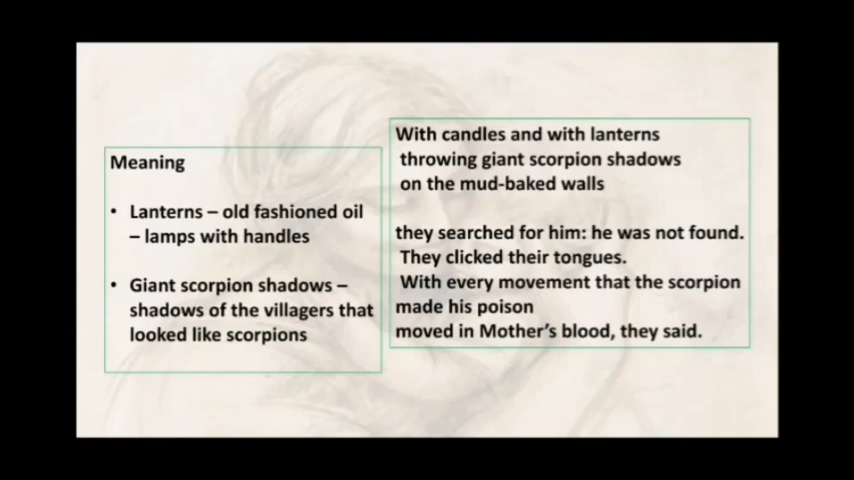 Meaning
• Lanterns – old fashioned oil
– lamps with handles
• Giant scorpion shadows –
shadows of the villagers that
looked like scorpions
With candles and with lanterns
throwing giant scorpion shadows
on the mud-baked walls
they searched for him: he was not found.
They clicked their tongues.
With every movement that the scorpion
made his poison
moved in Mother's blood, they said.